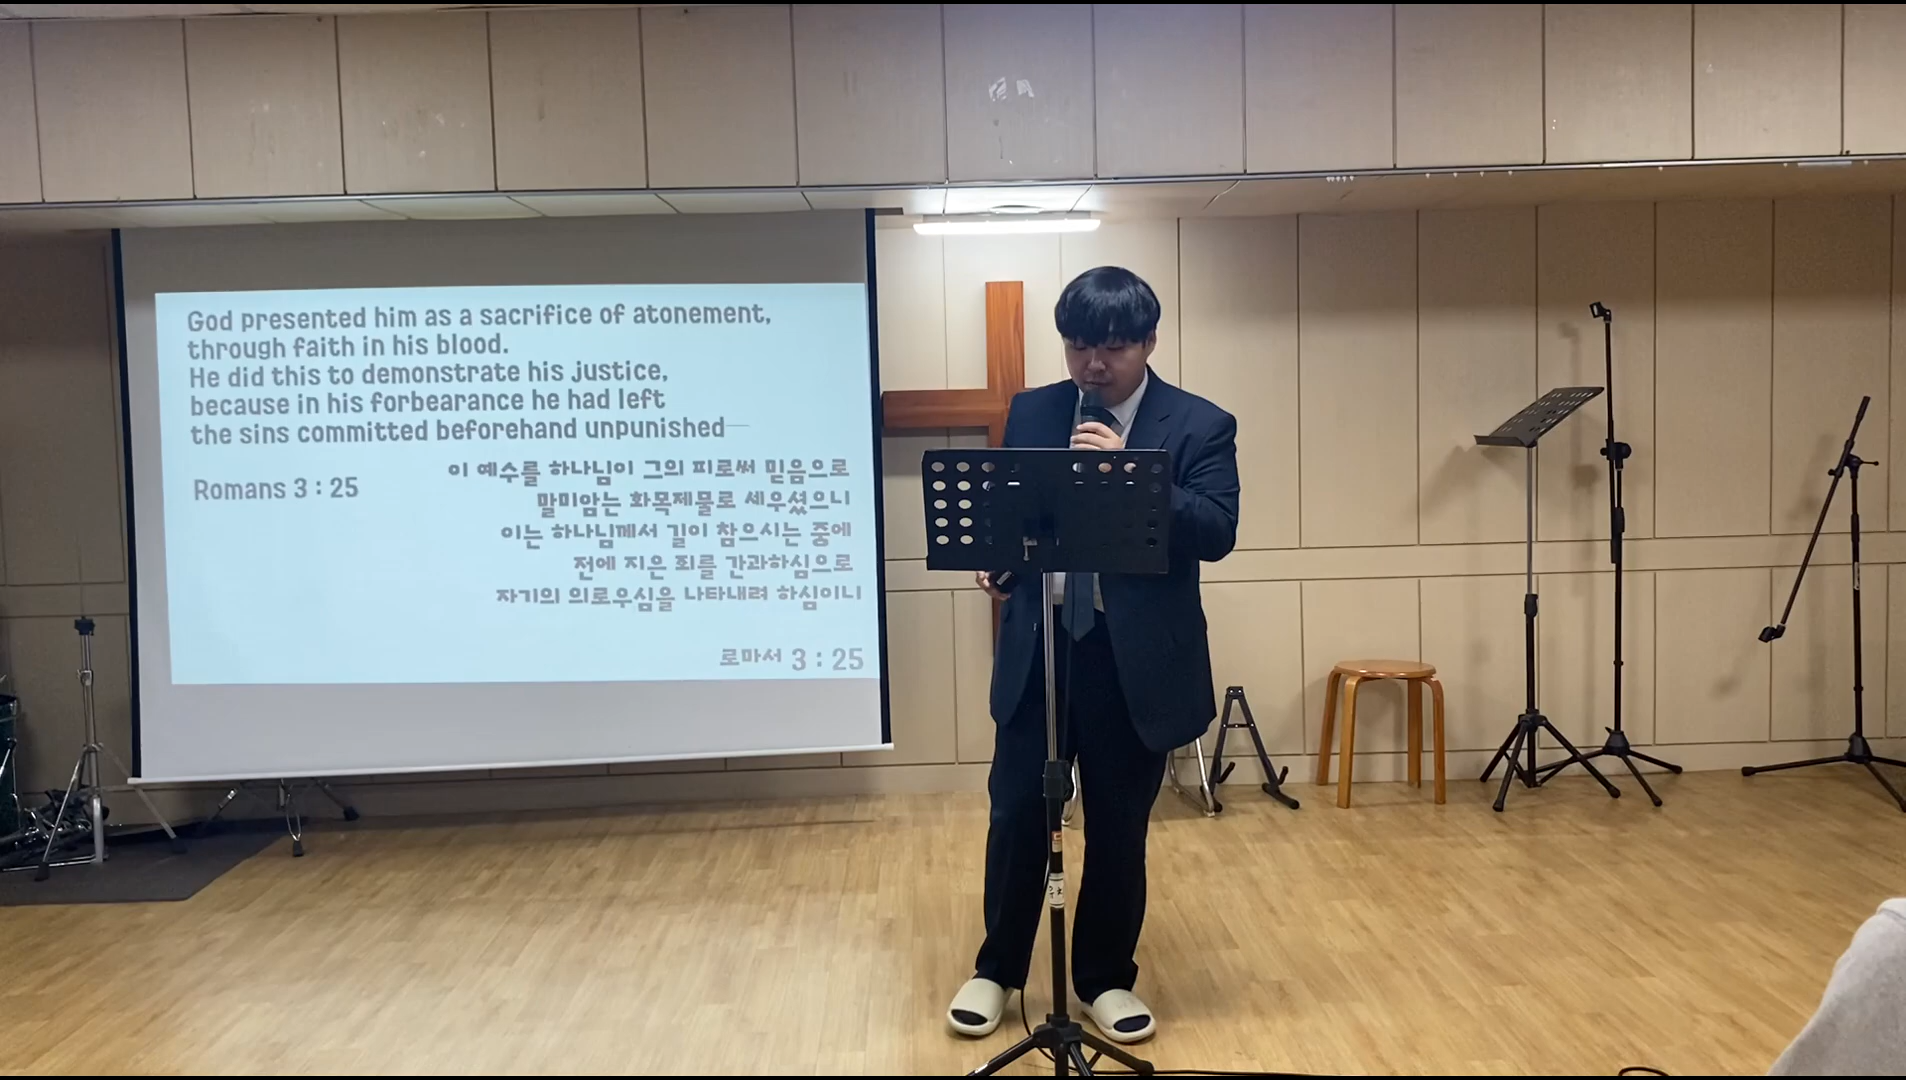 God presented him as a sacrifice of atonement,
through faith in his blood.
He did this to demonstrate his justice,
because in his forbearance he had left
the sins committed beforehand unpunished—
Romans 3 : 25
이 예수를 하나님이 그의 피로써 믿음으로
말미암는 화목제물로 세우셨으니
이는 하나님께서 길이 참으시는 중에
전에 지은 죄를 간과하심으로
자기의 의로우심을 나타내려 하심이니
로마서 3 : 25